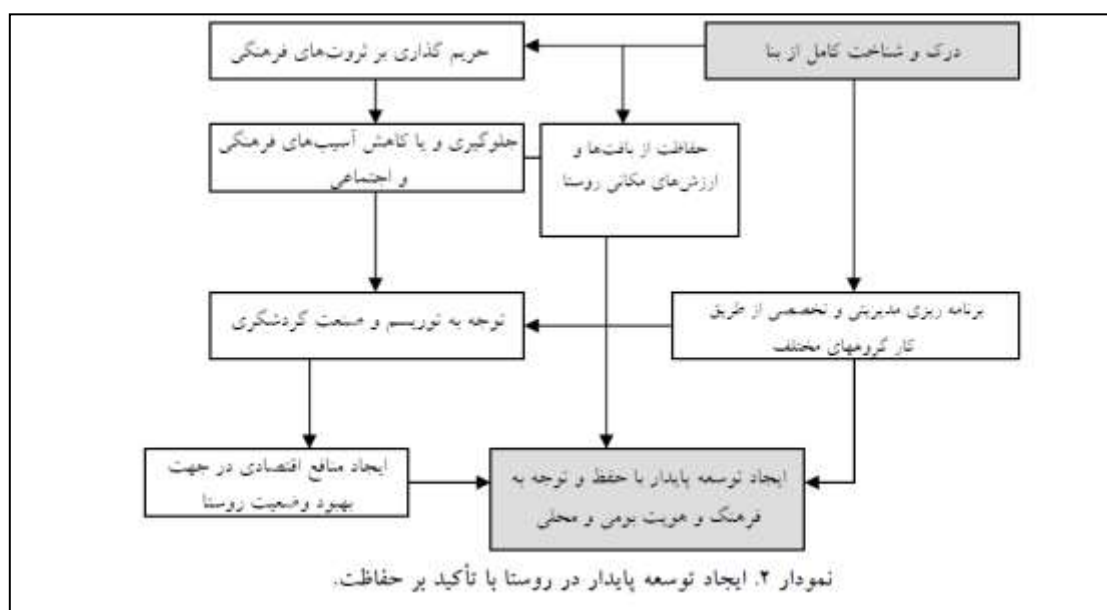 درک و شناخت کامل از بنا
حریم گذاری بر ثروت‌های فرهنگی
حفاظت از بافت‌ها و
ارزش‌های مکانی روستا
جلوگیری و یا کاهش آسیب‌های فرهنگی
و اجتماعی
برنامه ریزی مدیریتی و تخصصی از طریق
کار گروههای مختلف
توجه به توریسم و صنعت گردشگری
ایجاد توسعه پایدار با حفظ و توجه به
فرهنگ و هویت بومی و محلی
ایجاد منافع اقتصادی در جهت
بهبود وضعیت روستا
نمودار ۲. ایجاد توسعه پایدار در روستا با تأکید بر حفاظت.